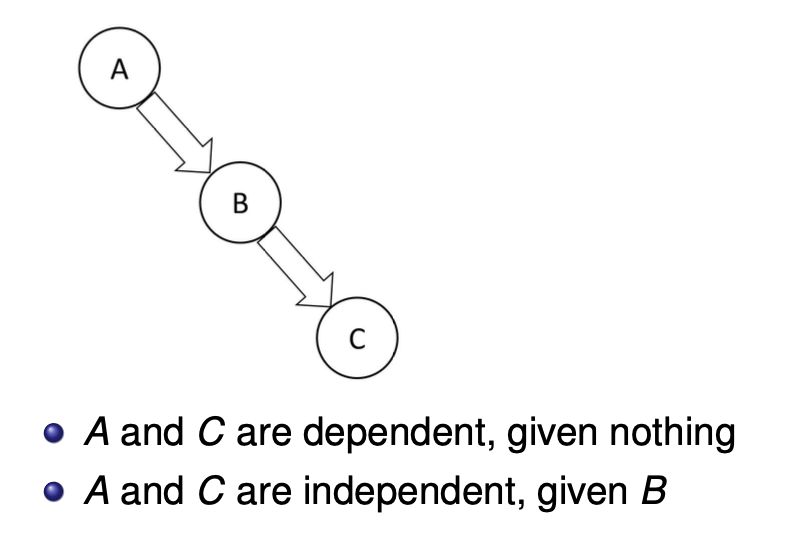 A
B
C
A and C are dependent, given nothing
A and C are independent, given B